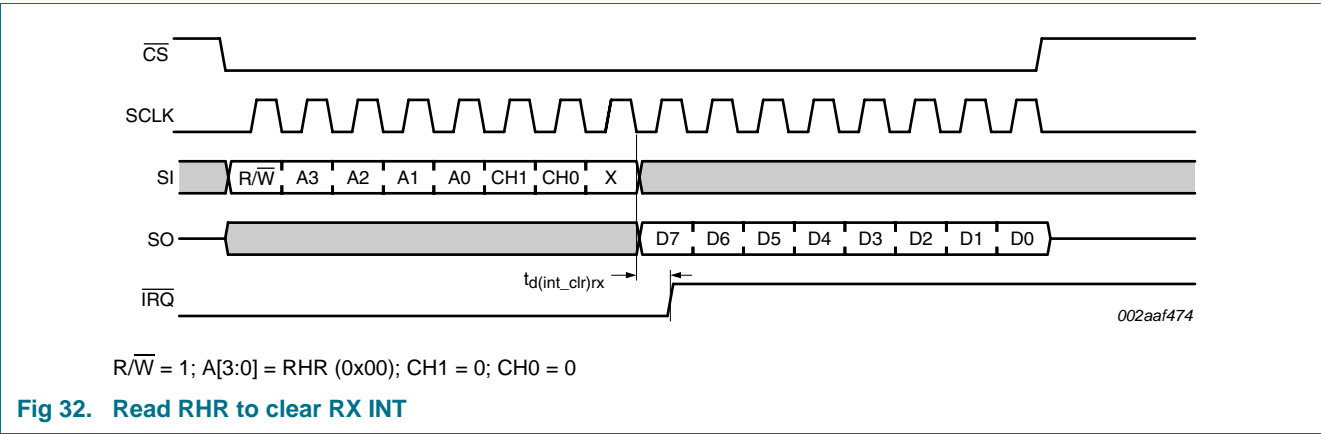 C̅S̅
SCLK
SI R/W̅ A3 A2 A1 A0 CH1 CH0 X
SO D7 D6 D5 D4 D3 D2 D1 D0
td(int_clr)rx
I̅R̅Q̅
002aaf474
R/W̅ = 1; A[3:0] = RHR (0x00); CH1 = 0; CH0 = 0
Fig 32. Read RHR to clear RX INT